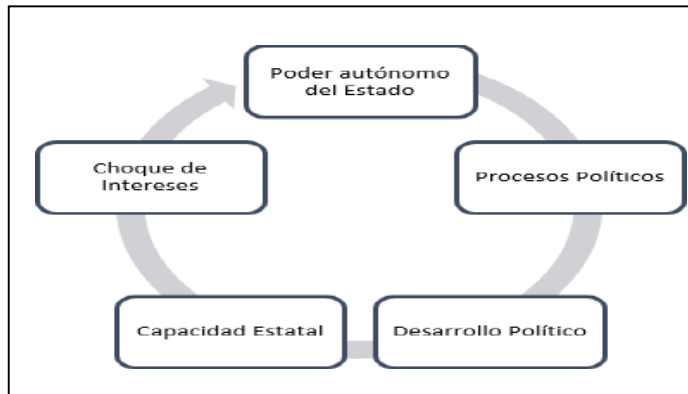 Poder autónomo
del Estado
Procesos Políticos
Desarrollo Político
Capacidad Estatal
Choque de
Intereses